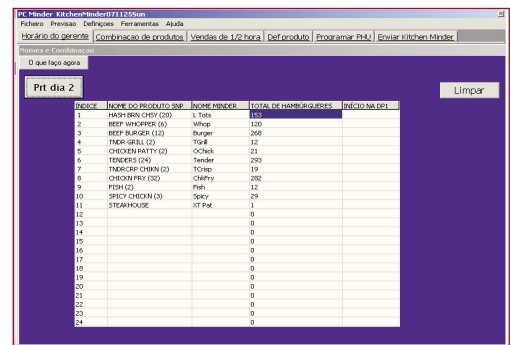 PC Minder KitchenMinder071125Sun
Ficheiro Previsao Definiçoes Ferramentas Ajuda
Horário do gerente Combinaçao de produtos Vendas de 1/2 hora Def produto Programar PHU Enviar Kitchen Minder
Nomes e Combinaçao
O que faço agora
Prt dia 2
Limpar
ÍNDICE NOME DO PRODUTO SNP NOME MINDER TOTAL DE HAMBÚRGUERES INÍCIO NA DP1
1 HASH BRN CHSY (20) L Tots 153
2 BEEF WHOPPER (6) Whop 120
3 BEEF BURGER (12) Burger 268
4 TNDR GRILL (2) TGrill 12
5 CHICKEN PATTY (2) OChick 21
6 TENDERS (24) Tender 293
7 TNDRCRP CHIKN (2) TCrisp 19
8 CHICKN FRY (32) ChkFry 282
9 FISH (2) Fish 12
10 SPICY CHICKN (3) Spicy 29
11 STEAKHOUSE XT Pat 1
12 0
13 0
14 0
15 0
16 0
17 0
18 0
19 0
20 0
21 0
22 0
23 0
24 0